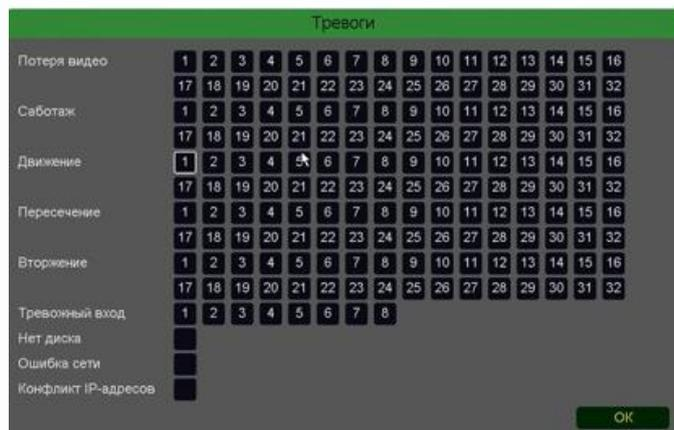 Тревоги
Потеря видео 1 2 3 4 5 6 7 8 9 10 11 12 13 14 15 16
17 18 19 20 21 22 23 24 25 26 27 28 29 30 31 32
Саботаж 1 2 3 4 5 6 7 8 9 10 11 12 13 14 15 16
17 18 19 20 21 22 23 24 25 26 27 28 29 30 31 32
Движение 1 2 3 4 5 6 7 8 9 10 11 12 13 14 15 16
17 18 19 20 21 22 23 24 25 26 27 28 29 30 31 32
Пересечение 1 2 3 4 5 6 7 8 9 10 11 12 13 14 15 16
17 18 19 20 21 22 23 24 25 26 27 28 29 30 31 32
Вторжение 1 2 3 4 5 6 7 8 9 10 11 12 13 14 15 16
17 18 19 20 21 22 23 24 25 26 27 28 29 30 31 32
Тревожный вход 1 2 3 4 5 6 7 8
Нет диска
Ошибка сети
Конфликт IP-адресов
OK